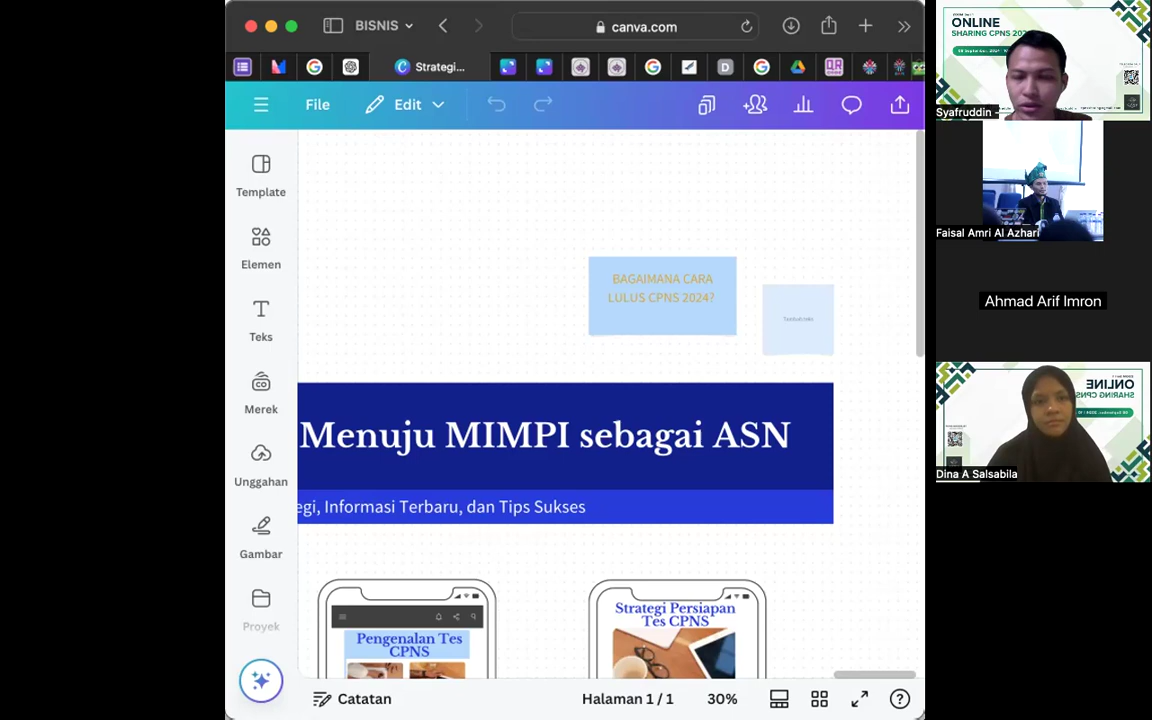 BISNIS
canva.com
Strategi...
File
Edit
Template
Elemen
Teks
Merek
Unggahan
Gambar
Proyek
BAGAIMANA CARA
LULUS CPNS 2024?
Menuju MIMPI sebagai ASN
egi, Informasi Terbaru, dan Tips Sukses
Pengenalan Tes
CPNS
Strategi Persiapan
Tes CPNS
Catatan
Halaman 1 / 1
30%
ONLINE
SHARING CPNS 202
Syafruddin
Faisal Amri Al Azhari
Ahmad Arif Imron
ONLINE
SHARING CPNS
Dina A Salsabila